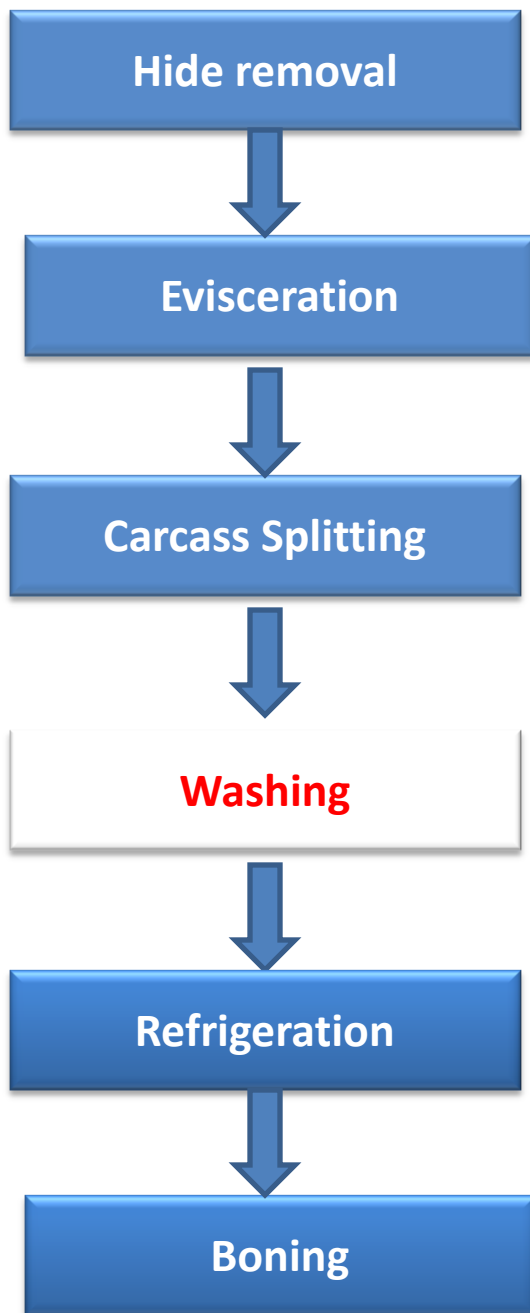 Hide removal
Evisceration
Carcass Splitting
Washing
Refrigeration
Boning